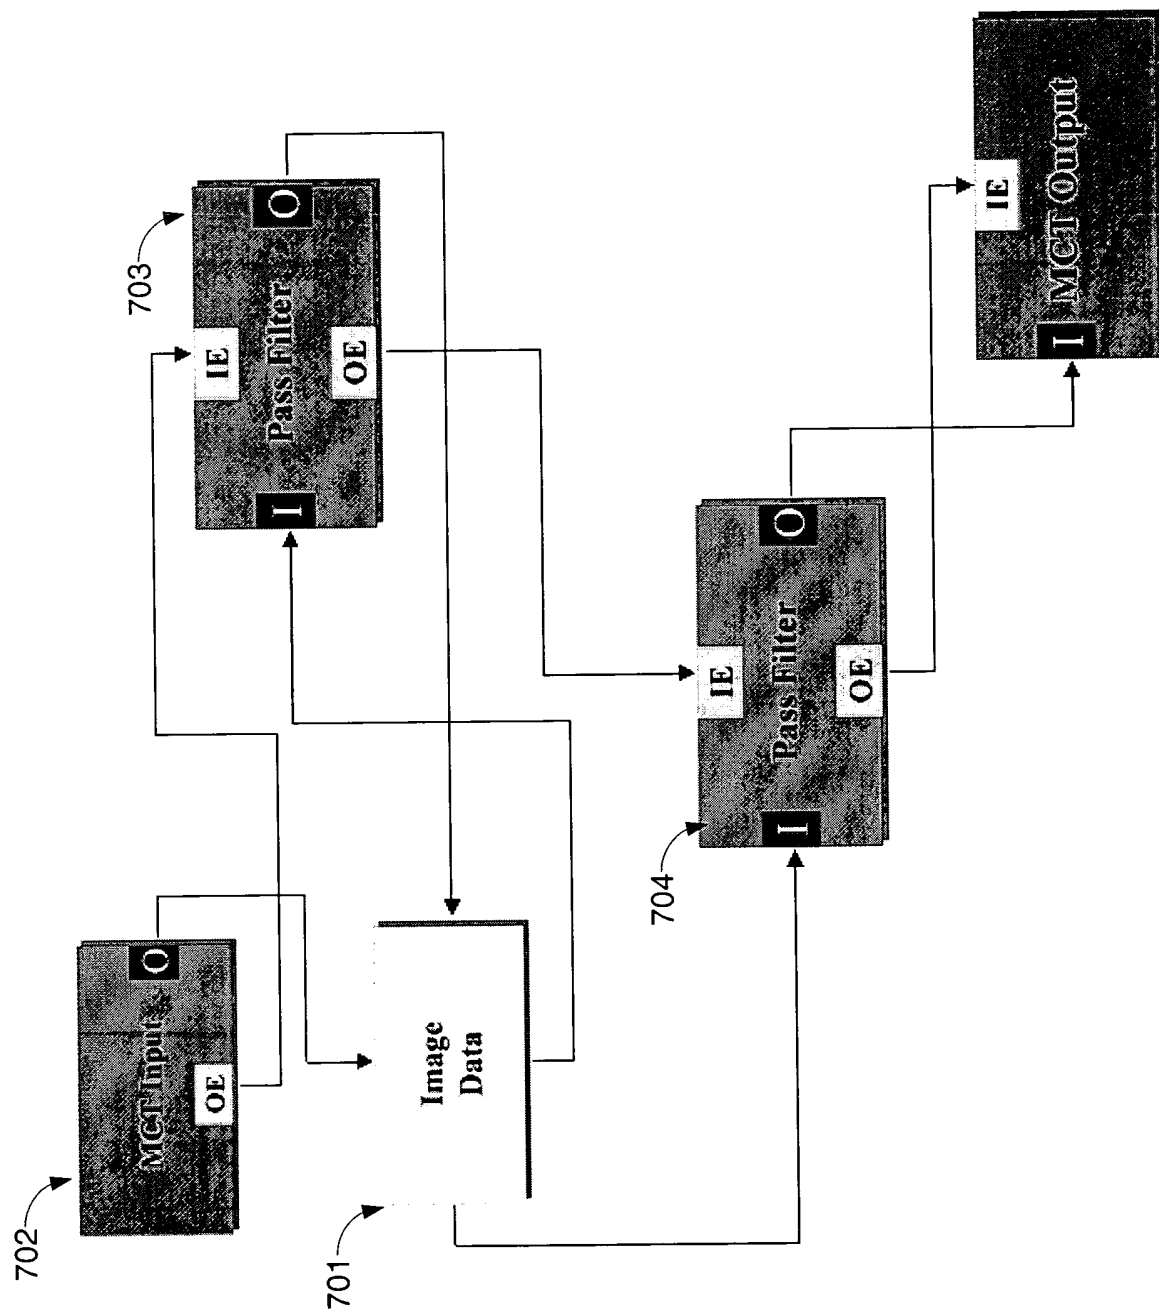 702
MCT Input
O
OE
701
Image
Data
703
IE
I
Pass Filter
O
OE
704
IE
I
Pass Filter
O
OE
IE
I
MCT Output